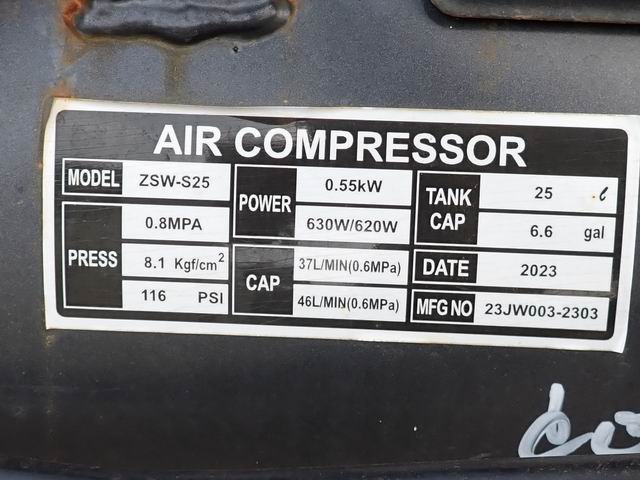 AIR COMPRESSOR
MODEL ZSW-S25
PRESS 0.8MPA
8.1 Kgf/cm²
116 PSI
POWER 0.55kW
630W/620W
CAP 37L/MIN(0.6MPa)
46L/MIN(0.6MPa)
TANK CAP 25 ℓ
6.6 gal
DATE 2023
MFG NO 23JW003-2303